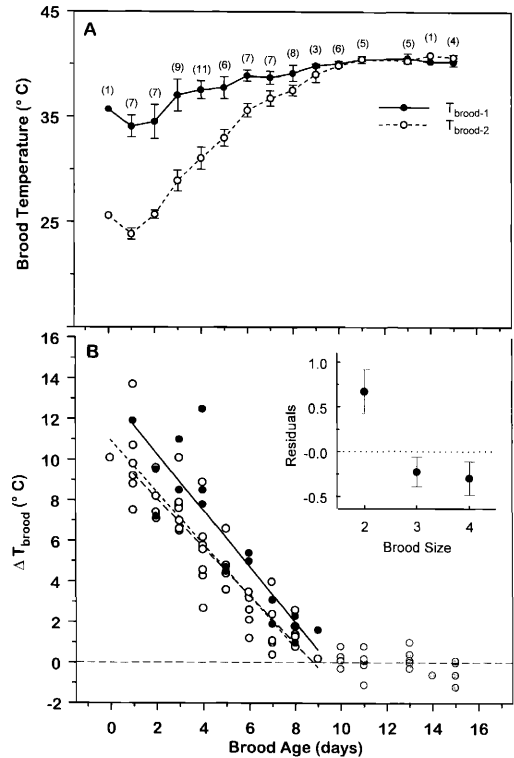 A
45
35
25
Brood Temperature (° C)
(1) (7) (7) (9) (11) (6) (7) (7) (8) (3) (6) (5) (5) (1) (4)
T brood-1
T brood-2
B
16
14
12
10
8
6
4
2
0
-2
Δ T brood (° C)
1.0
0.5
-0.0
-0.5
Residuals
2 3 4
Brood Size
0 2 4 6 8 10 12 14 16
Brood Age (days)